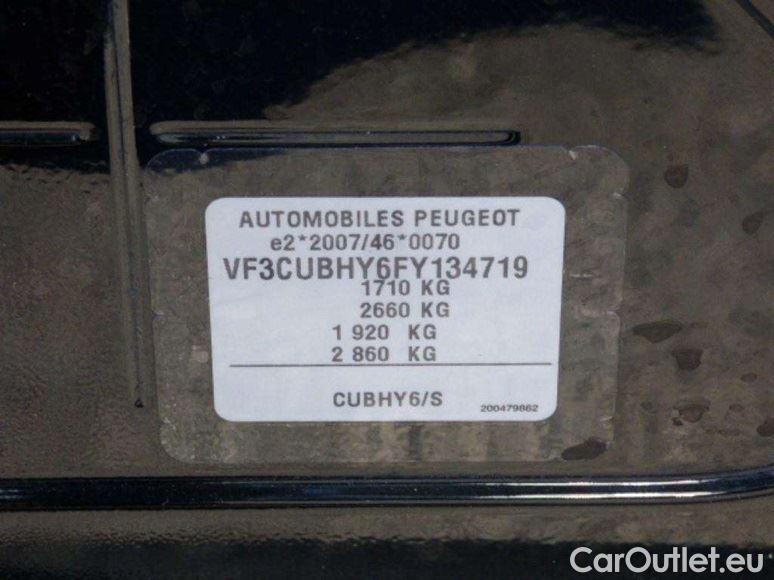 AUTOMOBILES PEUGEOT
e2*2007/46*0070
VF3CUBHY6FY134719
1710 KG
2660 KG
1 920 KG
2 860 KG
CUBHY6/S
200479862
CarOutlet.eu